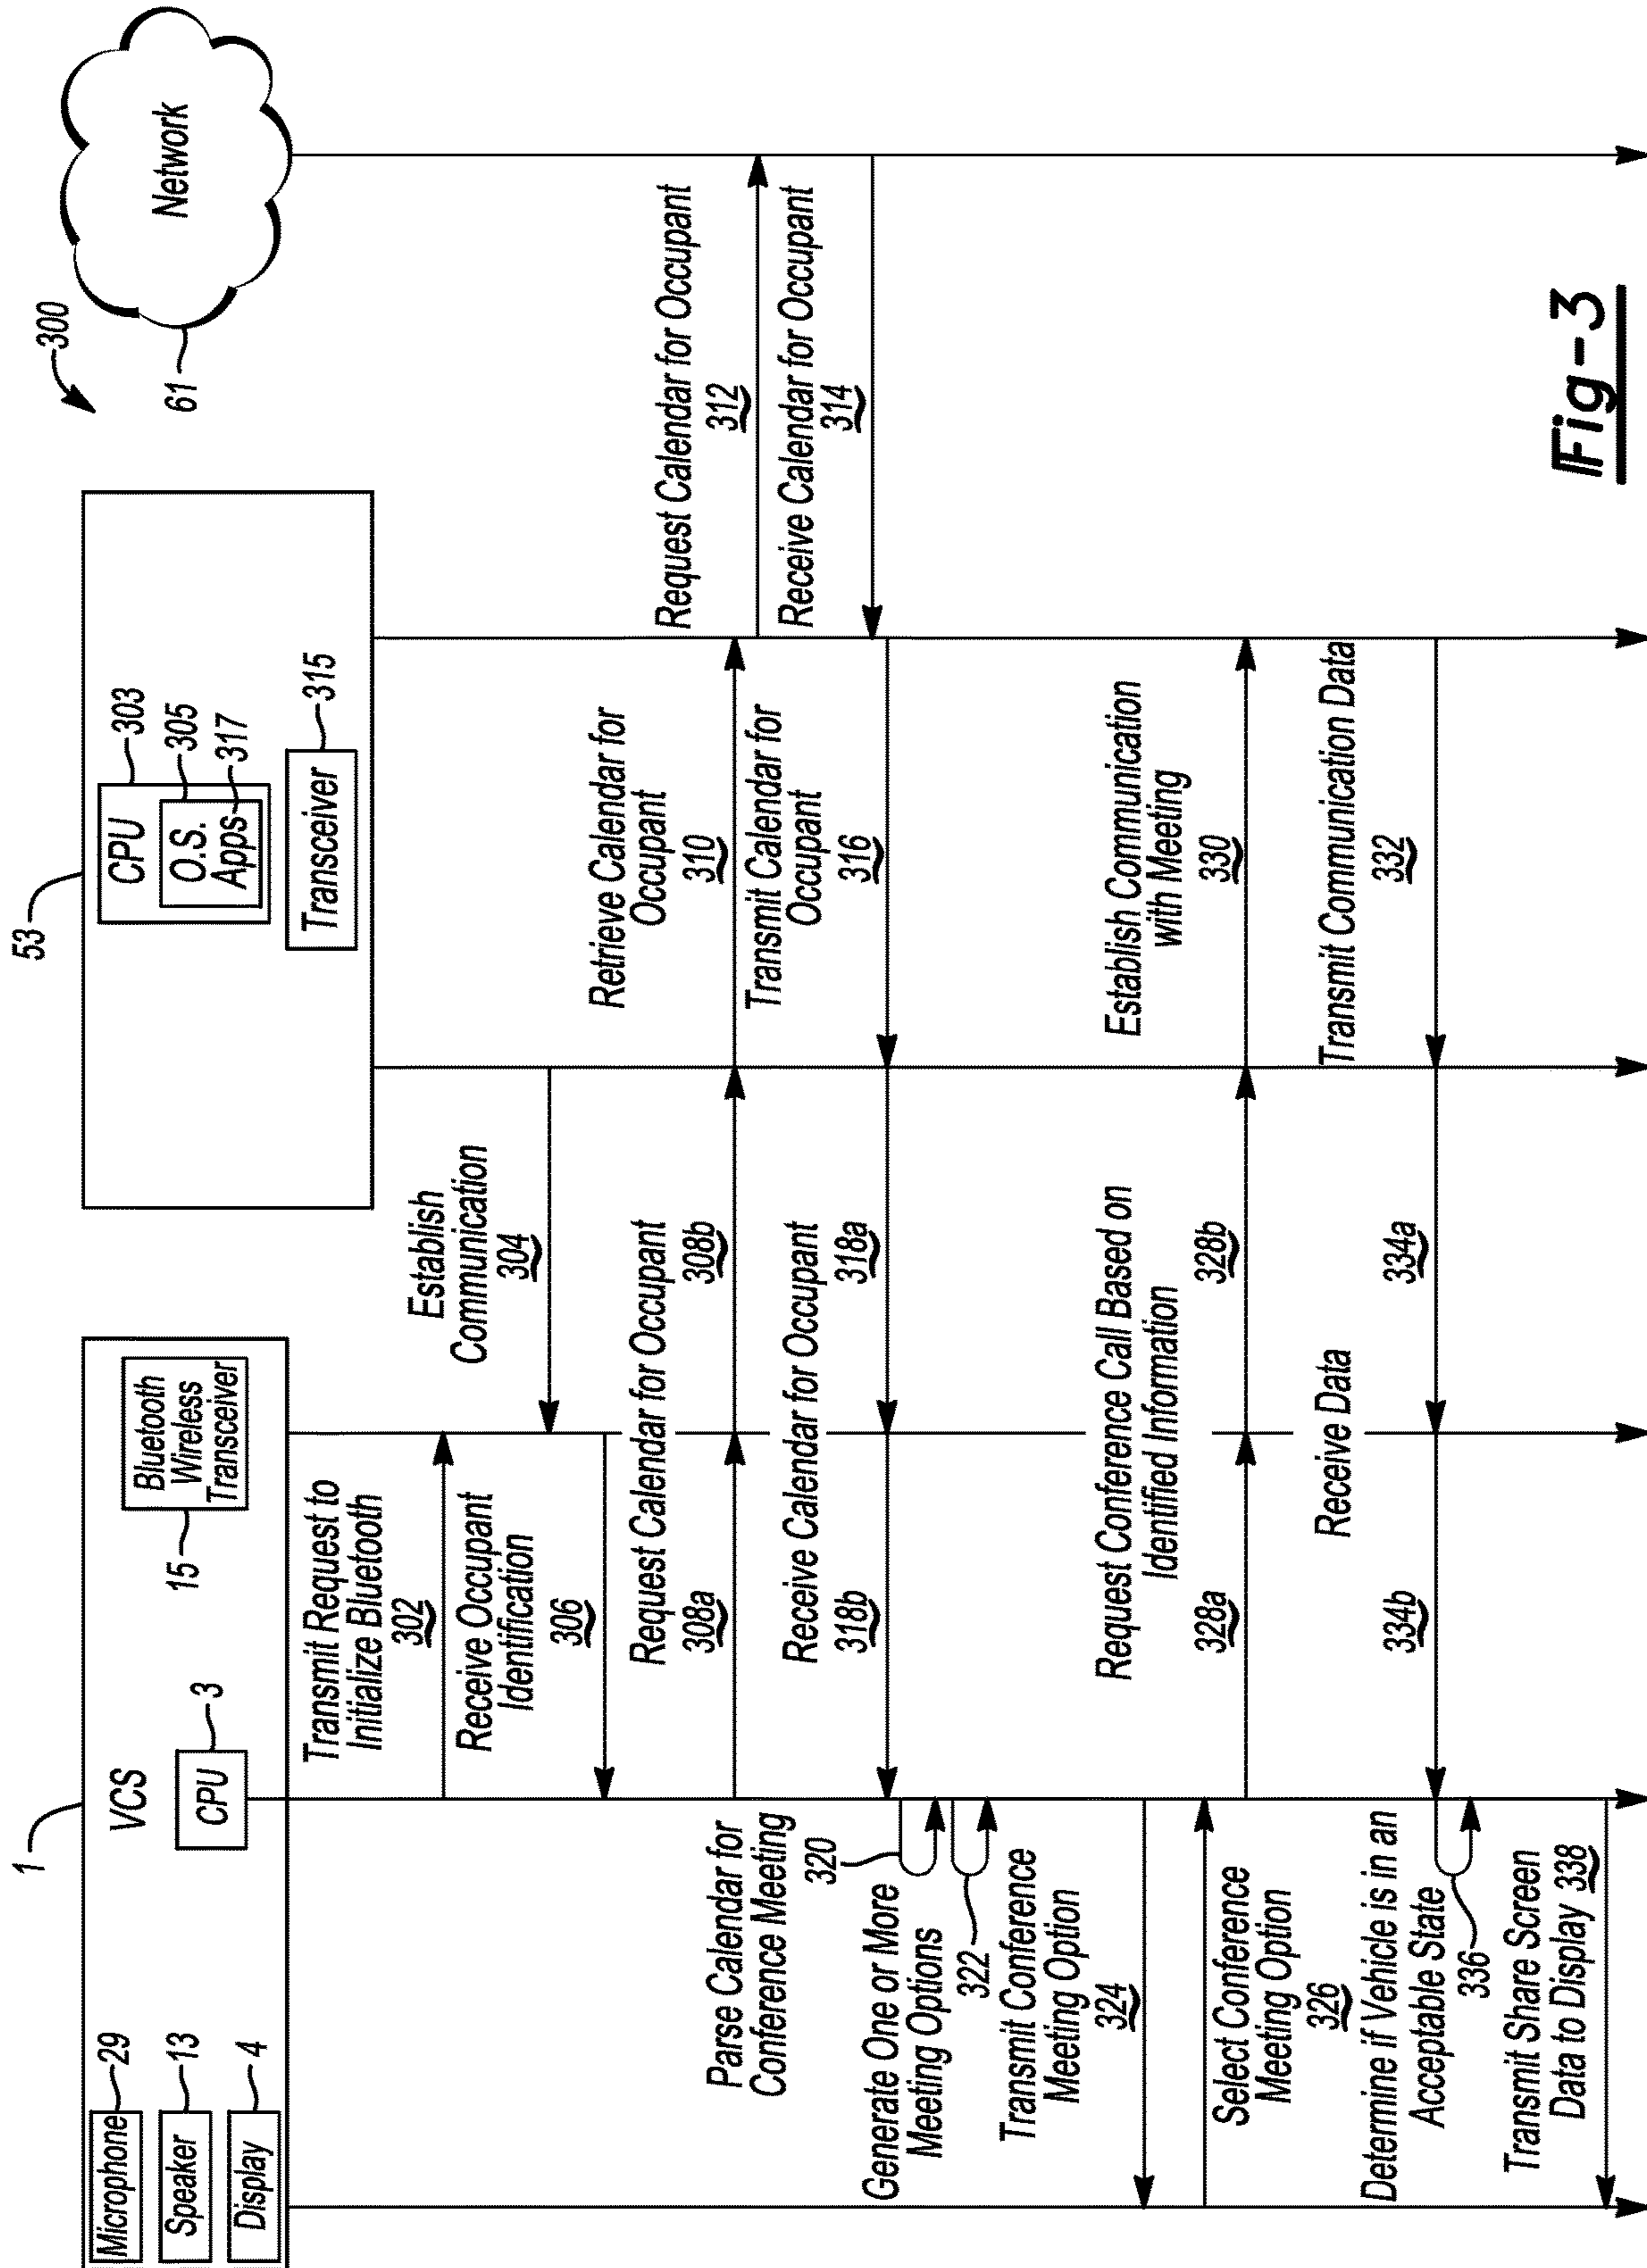 300
1
53
Microphone
29
Speaker
13
Display
4
VCS
CPU
3
15
Bluetooth
Wireless
Transceiver
CPU
303
O.S.
305
Apps
317
Transceiver
315
61
Network
Transmit Request to
Initialize Bluetooth
302
Establish
Communication
304
Receive Occupant
Identification
306
Request Calendar for Occupant
308a
308b
Retrieve Calendar for
Occupant
310
Request Calendar for Occupant
312
Receive Calendar for Occupant
314
Transmit Calendar for
Occupant
316
Receive Calendar for Occupant
318b
318a
Parse Calendar for
Conference Meeting
320
Generate One or More
Meeting Options
322
Transmit Conference
Meeting Option
324
Select Conference
Meeting Option
326
Request Conference Call Based on
Identified Information
328a
328b
Establish Communication
with Meeting
330
Transmit Communication Data
332
Receive Data
334b
334a
Determine if Vehicle is in an
Acceptable State
336
Transmit Share Screen
Data to Display 338
Fig-3